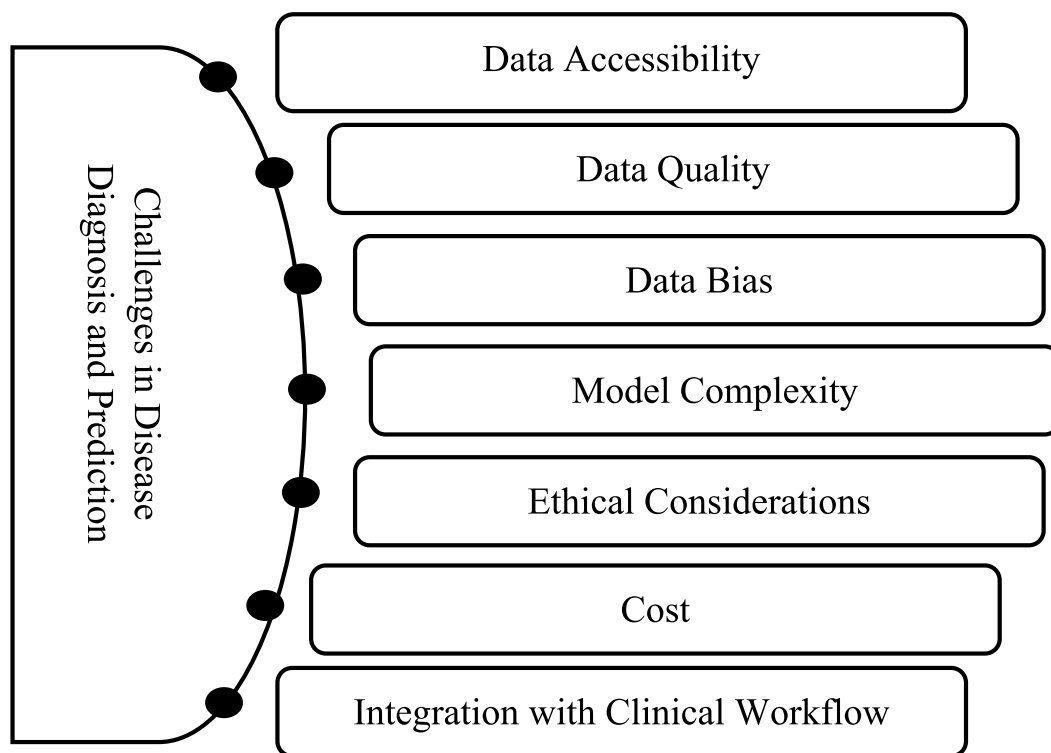 Challenges in Disease
Diagnosis and Prediction
Data Accessibility
Data Quality
Data Bias
Model Complexity
Ethical Considerations
Cost
Integration with Clinical Workflow